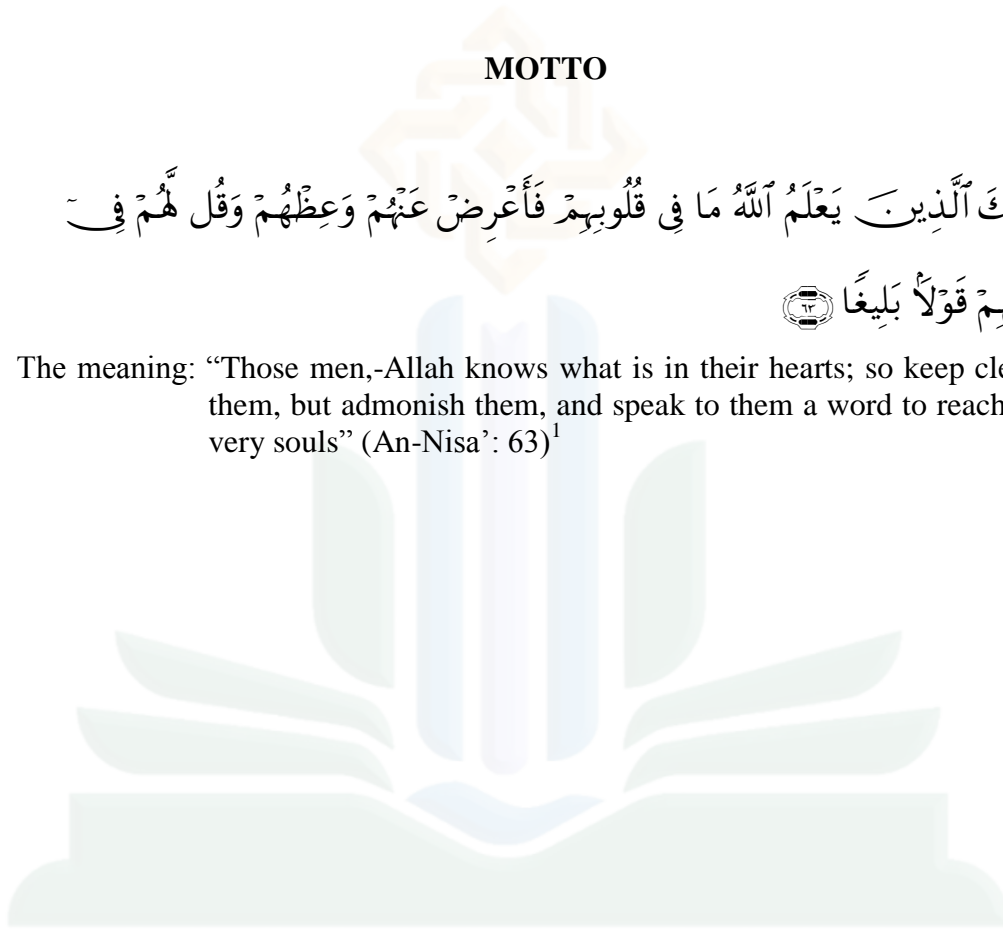 MOTTO
ٱلَّذِينَ يَعْلَمُ ٱللَّهُ مَا فِى قُلُوبِهِمْ فَأَعْرِضْ عَنْهُمْ وَعِظْهُمْ وَقُل لَّهُمْ فِىٓ
قَوْلًۢا بَلِيغًا ﴿٦٣﴾
The meaning: “Those men,-Allah knows what is in their hearts; so keep
them, but admonish them, and speak to them a word to reach
very souls” (An-Nisa’: 63)1